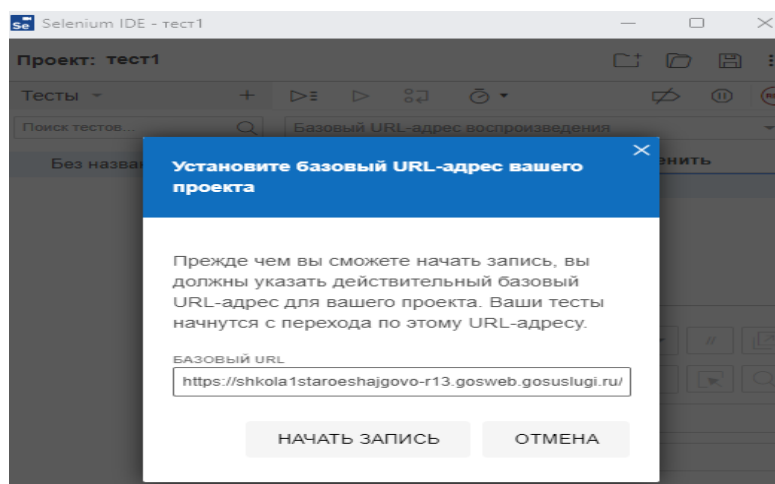 Selenium IDE - тест1
Проект: тест1
Тесты
Поиск тестов...
Базовый URL-адрес воспроизведения
Без назва
енить
Установите базовый URL-адрес вашего
проекта
Прежде чем вы сможете начать запись, вы
должны указать действительный базовый
URL-адрес для вашего проекта. Ваши тесты
начнутся с перехода по этому URL-адресу.
БАЗОВЫЙ URL
https://shkola1staroeshajgovo-r13.gosweb.gosuslugi.ru/
НАЧАТЬ ЗАПИСЬ
ОТМЕНА